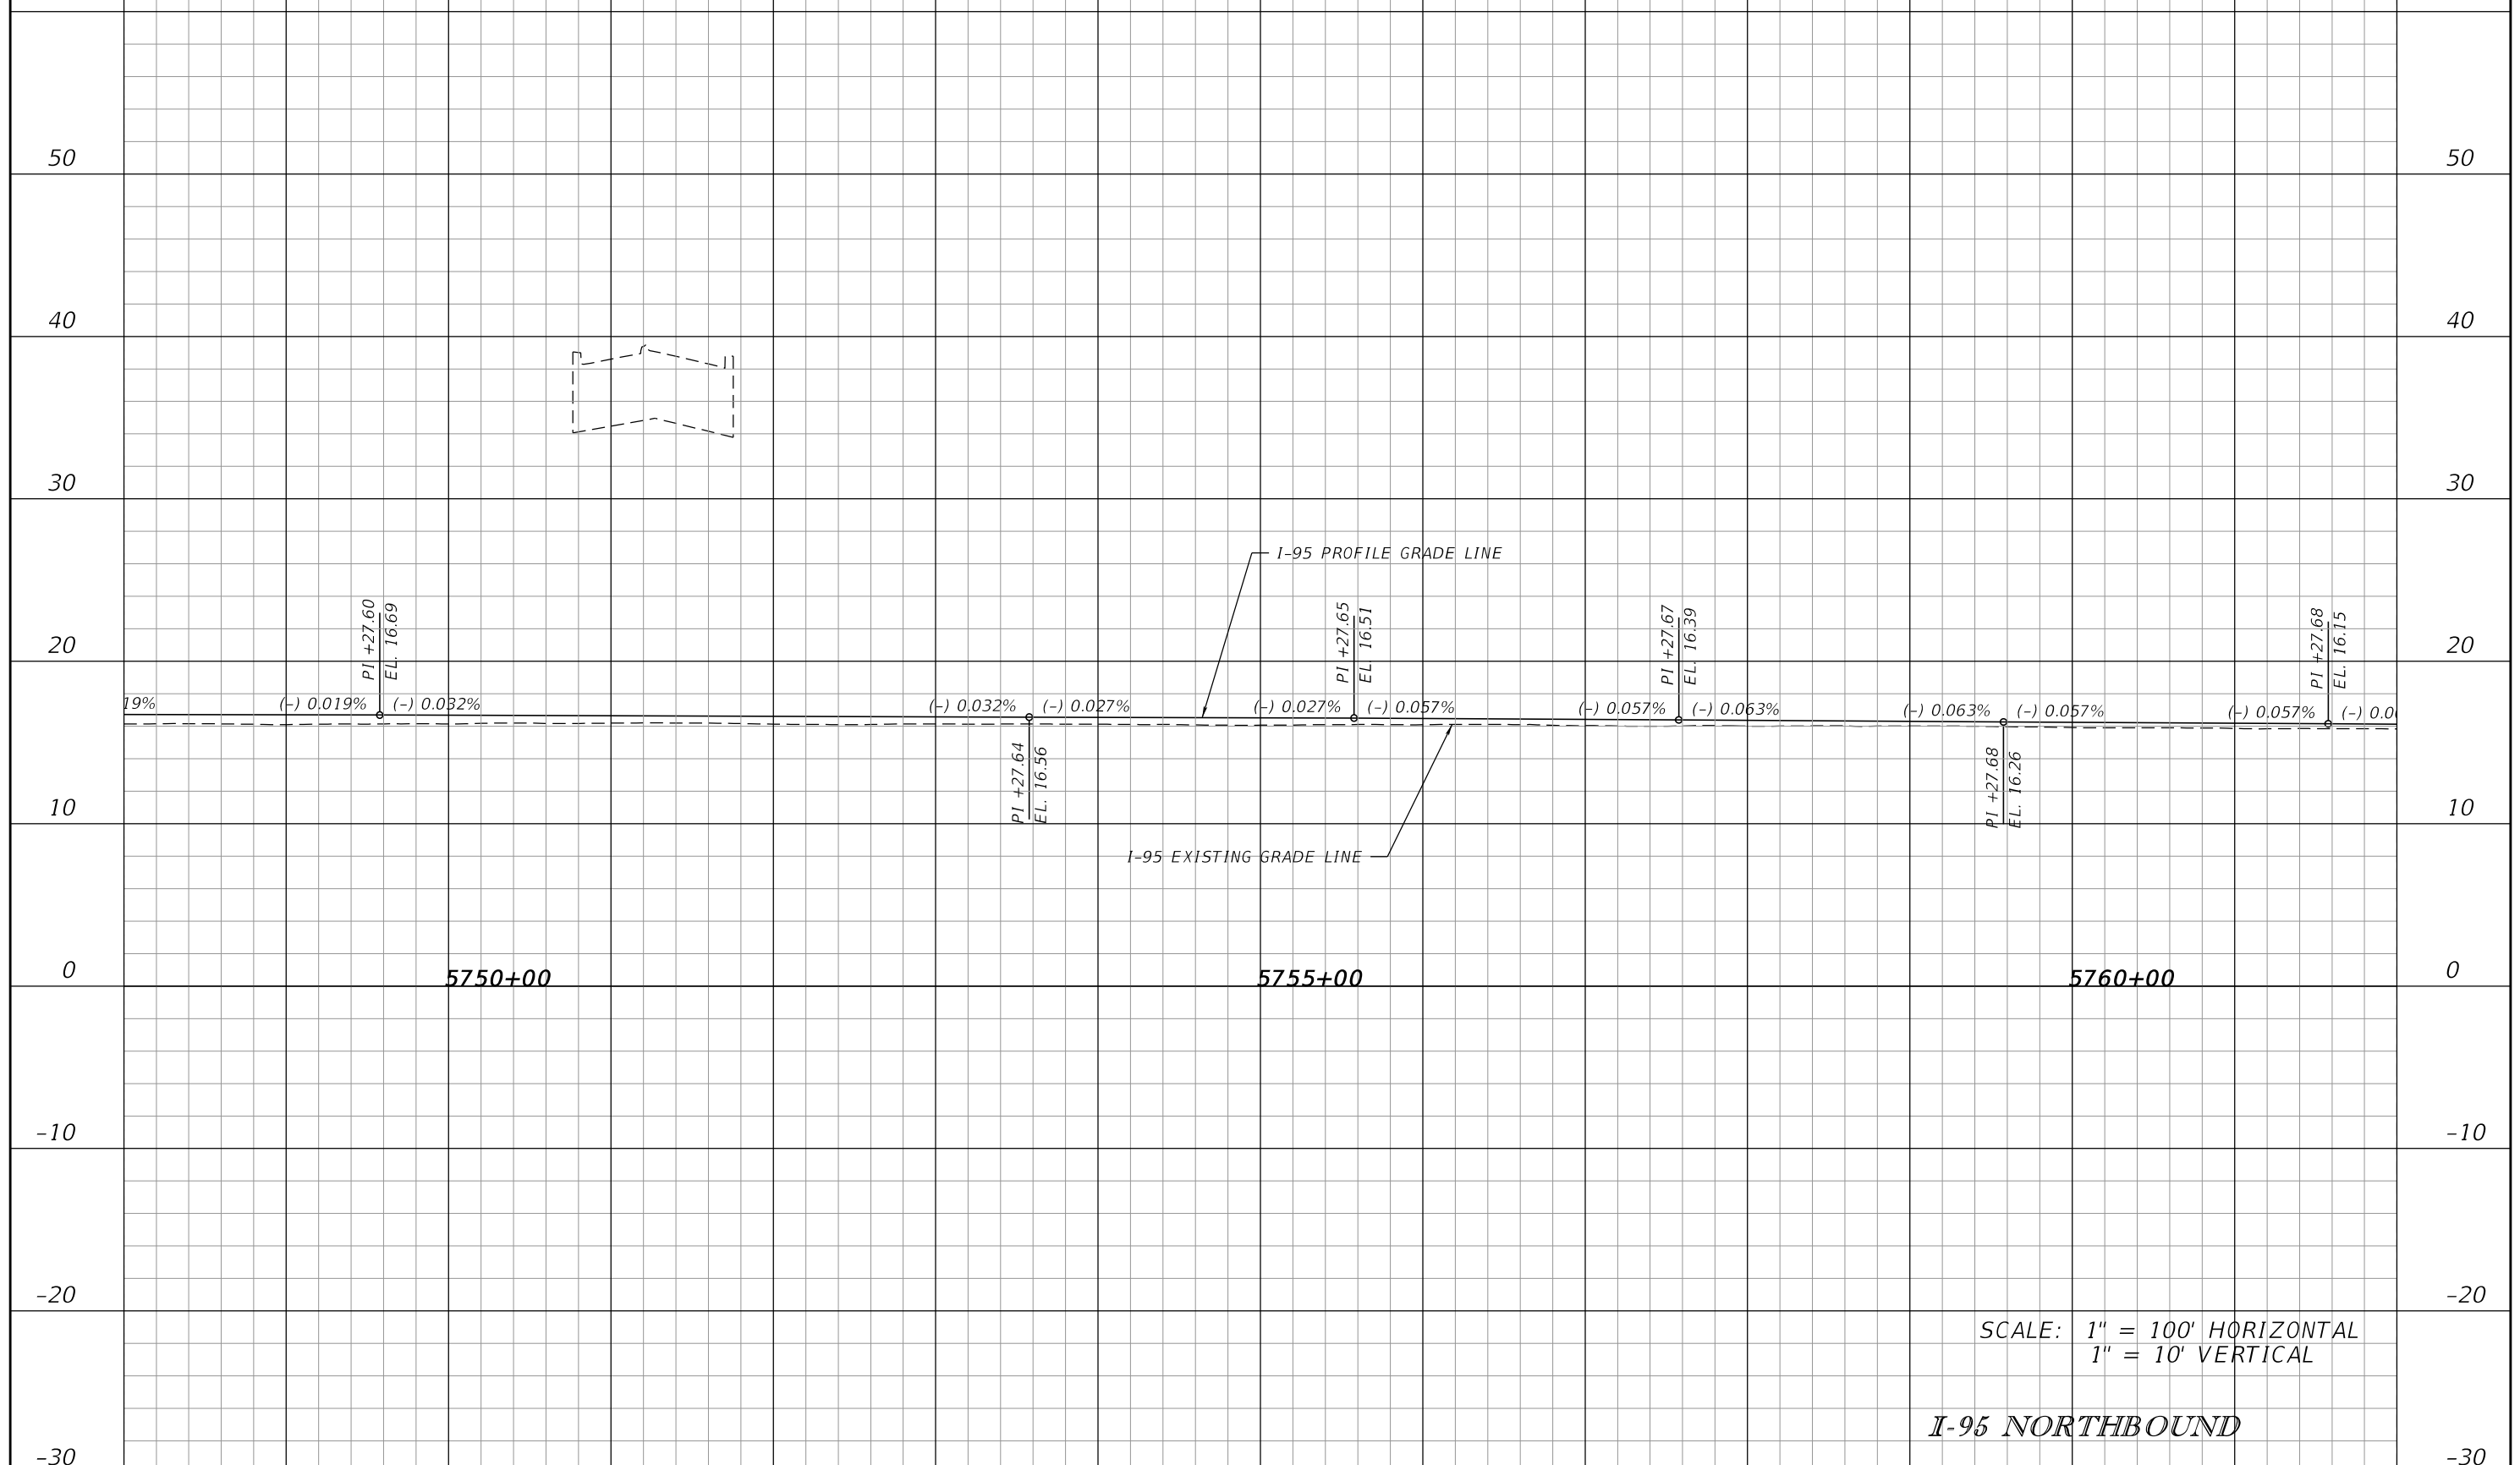 50 50
40 40
30 30
I-95 PROFILE GRADE LINE
PI +27.60
EL. 16.69
PI +27.65
EL. 16.51
PI +27.67
EL. 16.39
PI +27.68
EL. 16.15
20 20
19% (-) 0.019% (-) 0.032% (-) 0.032% (-) 0.027% (-) 0.027% (-) 0.057% (-) 0.057% (-) 0.063% (-) 0.063% (-) 0.057% (-) 0.057% (-) 0.0
PI +27.64
EL. 16.56
PI +27.68
EL. 16.26
10 10
I-95 EXISTING GRADE LINE
0 0
5750+00 5755+00 5760+00
-10 -10
-20 -20
SCALE: 1" = 100' HORIZONTAL
1" = 10' VERTICAL
I-95 NORTHBOUND
-30 -30